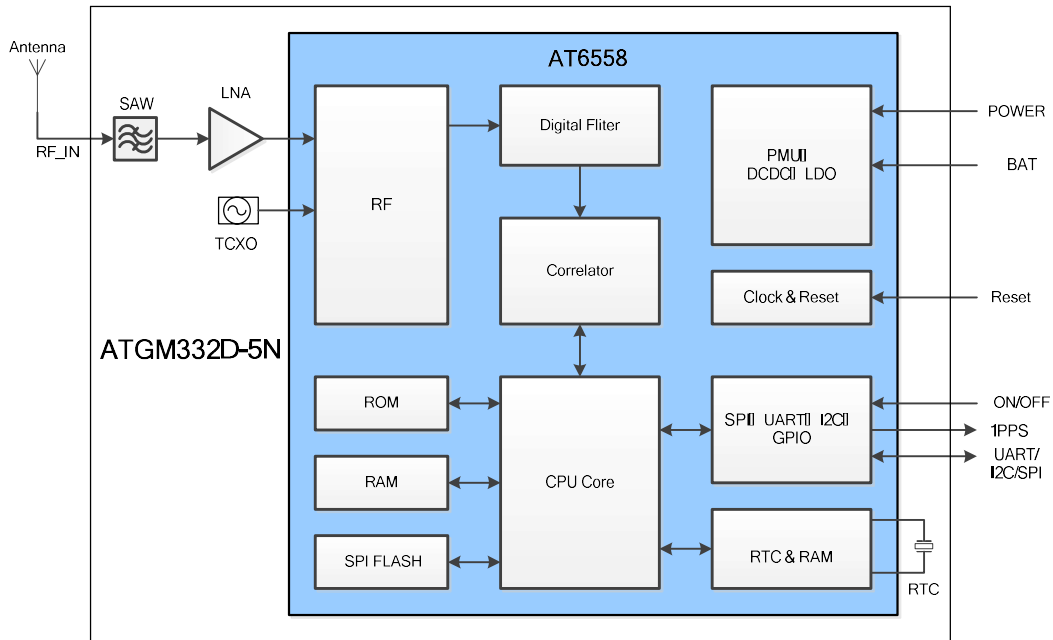 Antenna
RF_IN
SAW
LNA
TCXO
ATGM332D-5N
AT6558
RF
Digital Fliter
Correlator
PMU
DCDC LDO
Clock & Reset
ROM
RAM
SPI FLASH
CPU Core
SPI UART I2C
GPIO
RTC & RAM
POWER
BAT
Reset
ON/OFF
1PPS
UART/
I2C/SPI
RTC